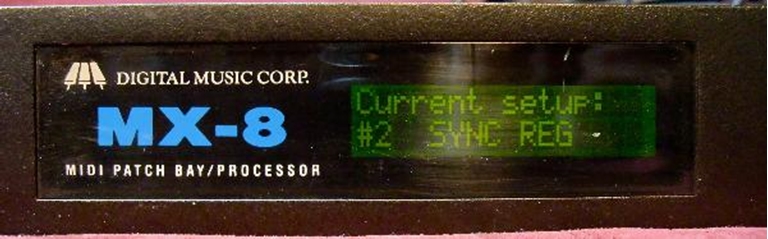 DIGITAL MUSIC CORP.
MX-8
MIDI PATCH BAY/PROCESSOR
Current setup:
#2 SYNC REG